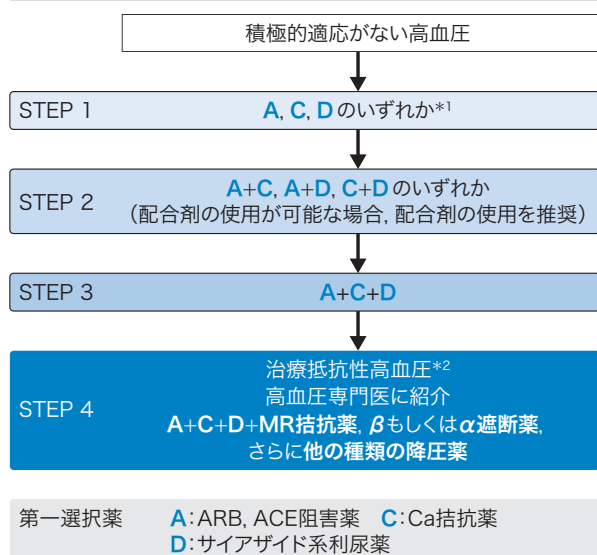 積極的適応がない高血圧
STEP 1
A, C, Dのいずれか*1
STEP 2
A+C, A+D, C+Dのいずれか
（配合剤の使用が可能な場合, 配合剤の使用を推奨）
STEP 3
A+C+D
STEP 4
治療抵抗性高血圧*2
高血圧専門医に紹介
A+C+D+MR拮抗薬, βもしくはα遮断薬,
さらに他の種類の降圧薬
第一選択薬 A:ARB, ACE阻害薬 C:Ca拮抗薬
D:サイアザイド系利尿薬